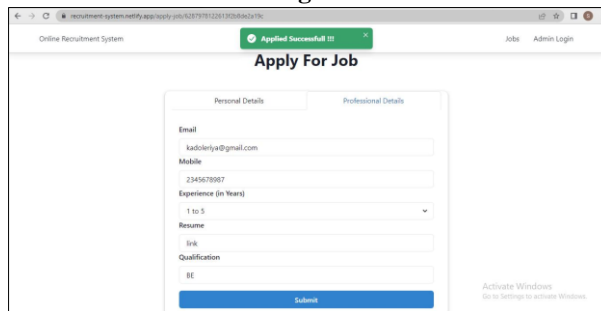 recruitment-system.netlify.app/apply-job/
Online Recruitment System
Applied Successfull !!!
×
Jobs Admin Login
Apply For Job
Personal Details Professional Details
Email
kadoleriya@gmail.com
Mobile
2345678987
Experience (in Years)
1 to 5
Resume
link
Qualification
BE
Submit
Activate Windows
Go to Settings to activate Windows.